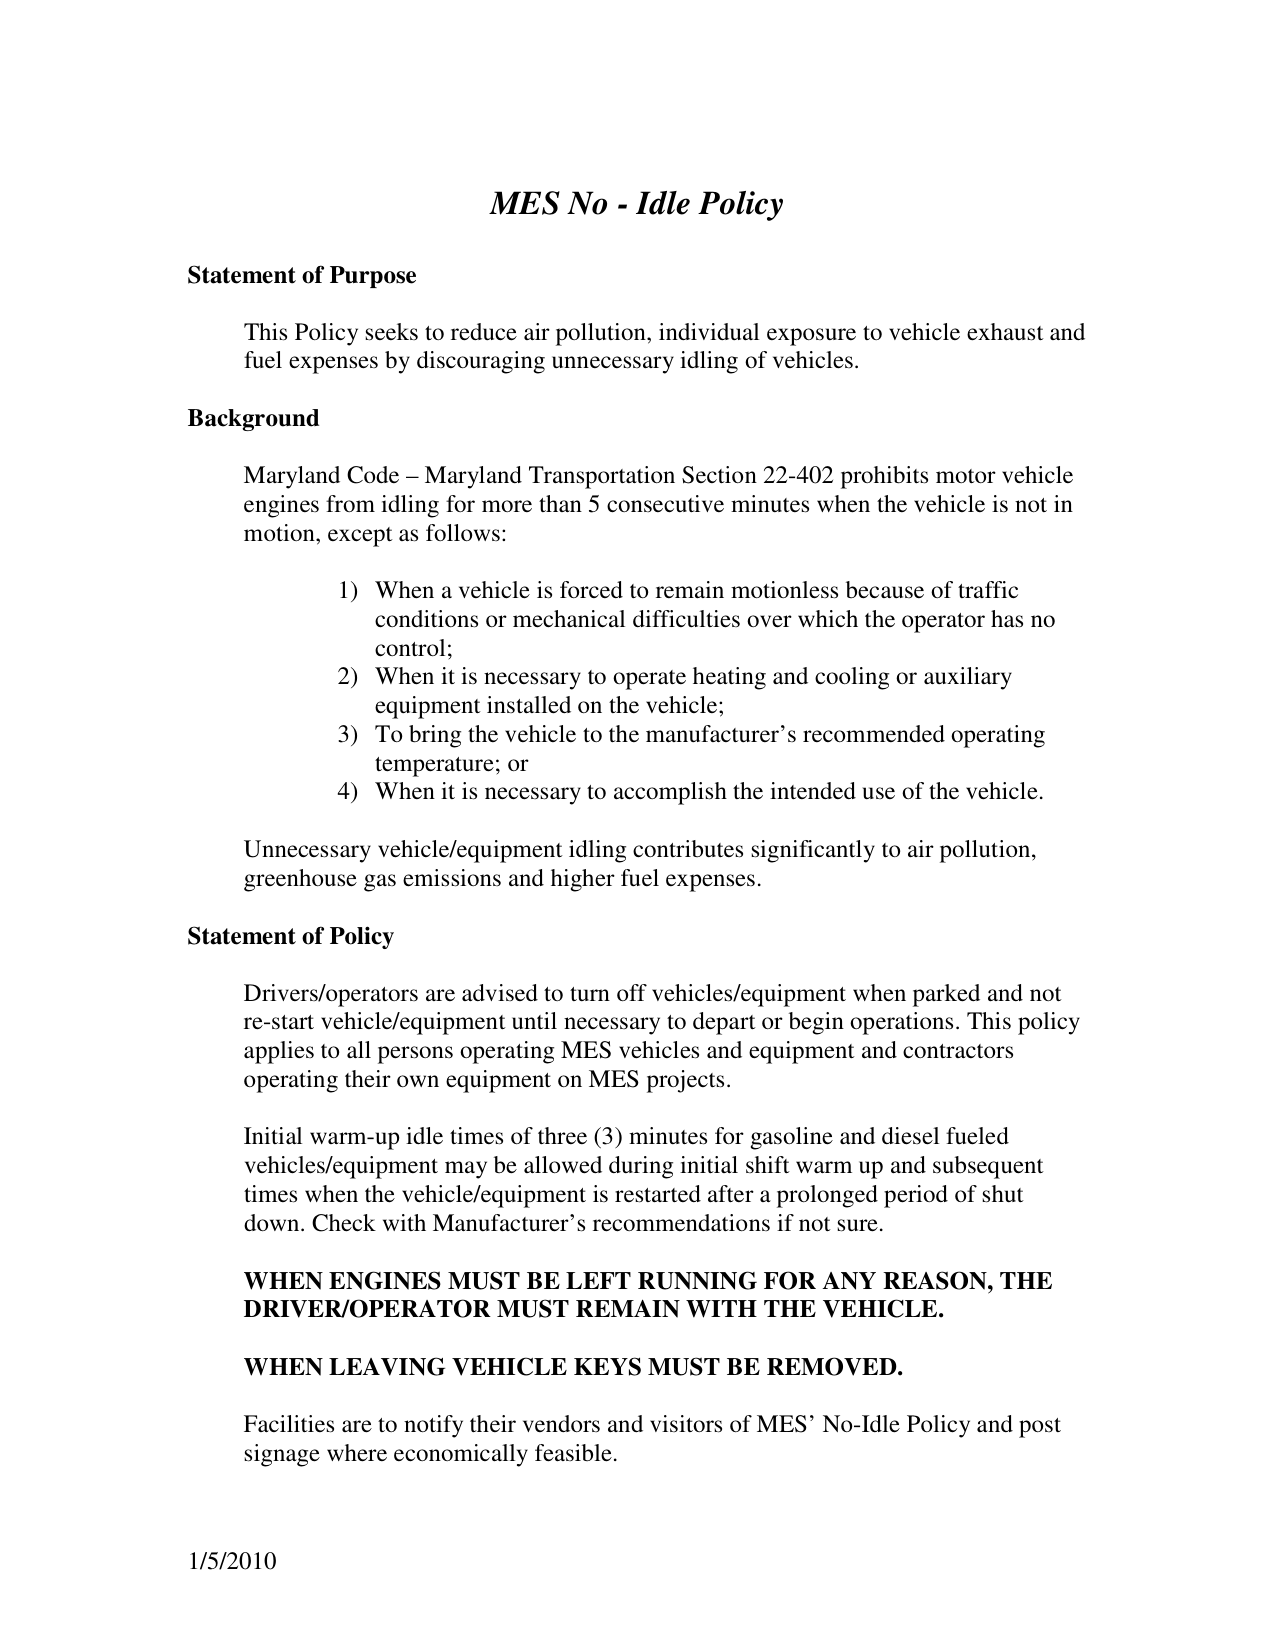 MES No - Idle Policy
Statement of Purpose
This Policy seeks to reduce air pollution, individual exposure to vehicle exhaust and
fuel expenses by discouraging unnecessary idling of vehicles.
Background
Maryland Code – Maryland Transportation Section 22-402 prohibits motor vehicle
engines from idling for more than 5 consecutive minutes when the vehicle is not in
motion, except as follows:
1) When a vehicle is forced to remain motionless because of traffic
conditions or mechanical difficulties over which the operator has no
control;
2) When it is necessary to operate heating and cooling or auxiliary
equipment installed on the vehicle;
3) To bring the vehicle to the manufacturer’s recommended operating
temperature; or
4) When it is necessary to accomplish the intended use of the vehicle.
Unnecessary vehicle/equipment idling contributes significantly to air pollution,
greenhouse gas emissions and higher fuel expenses.
Statement of Policy
Drivers/operators are advised to turn off vehicles/equipment when parked and not
re-start vehicle/equipment until necessary to depart or begin operations. This policy
applies to all persons operating MES vehicles and equipment and contractors
operating their own equipment on MES projects.
Initial warm-up idle times of three (3) minutes for gasoline and diesel fueled
vehicles/equipment may be allowed during initial shift warm up and subsequent
times when the vehicle/equipment is restarted after a prolonged period of shut
down. Check with Manufacturer’s recommendations if not sure.
WHEN ENGINES MUST BE LEFT RUNNING FOR ANY REASON, THE
DRIVER/OPERATOR MUST REMAIN WITH THE VEHICLE.
WHEN LEAVING VEHICLE KEYS MUST BE REMOVED.
Facilities are to notify their vendors and visitors of MES’ No-Idle Policy and post
signage where economically feasible.
1/5/2010